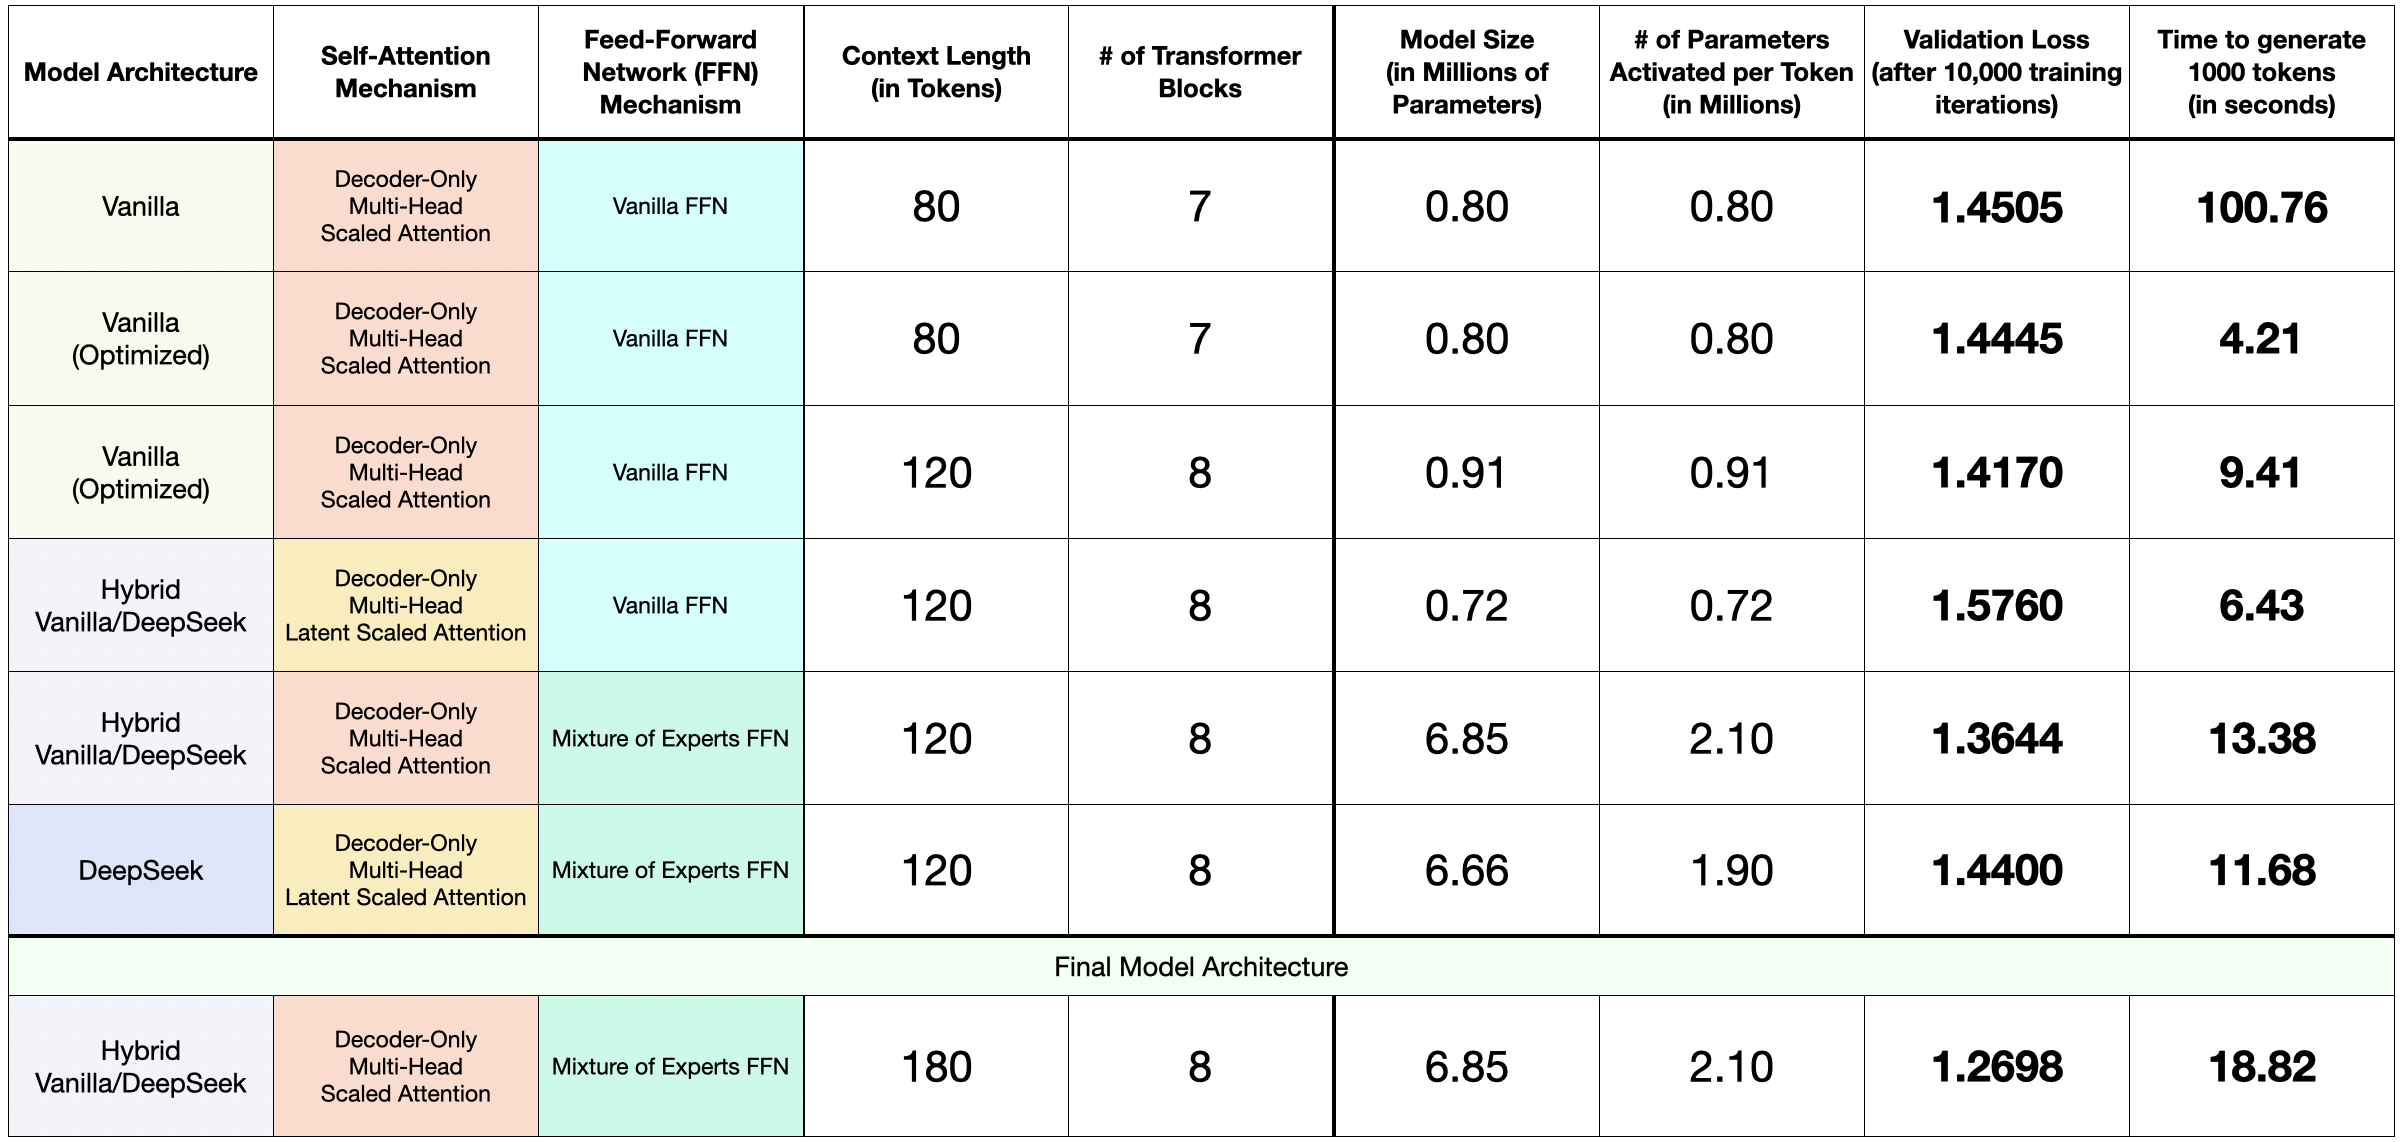 Model Architecture
Self-Attention
Mechanism
Feed-Forward
Network (FFN)
Mechanism
Context Length
(in Tokens)
# of Transformer
Blocks
Model Size
(in Millions of
Parameters)
# of Parameters
Activated per Token
(in Millions)
Validation Loss
(after 10,000 training
iterations)
Time to generate
1000 tokens
(in seconds)
Vanilla
Decoder-Only
Multi-Head
Scaled Attention
Vanilla FFN
80
7
0.80
0.80
1.4505
100.76
Vanilla
(Optimized)
Decoder-Only
Multi-Head
Scaled Attention
Vanilla FFN
80
7
0.80
0.80
1.4445
4.21
Vanilla
(Optimized)
Decoder-Only
Multi-Head
Scaled Attention
Vanilla FFN
120
8
0.91
0.91
1.4170
9.41
Hybrid
Vanilla/DeepSeek
Decoder-Only
Multi-Head
Latent Scaled Attention
Vanilla FFN
120
8
0.72
0.72
1.5760
6.43
Hybrid
Vanilla/DeepSeek
Decoder-Only
Multi-Head
Scaled Attention
Mixture of Experts FFN
120
8
6.85
2.10
1.3644
13.38
DeepSeek
Decoder-Only
Multi-Head
Latent Scaled Attention
Mixture of Experts FFN
120
8
6.66
1.90
1.4400
11.68
Final Model Architecture
Hybrid
Vanilla/DeepSeek
Decoder-Only
Multi-Head
Scaled Attention
Mixture of Experts FFN
180
8
6.85
2.10
1.2698
18.82